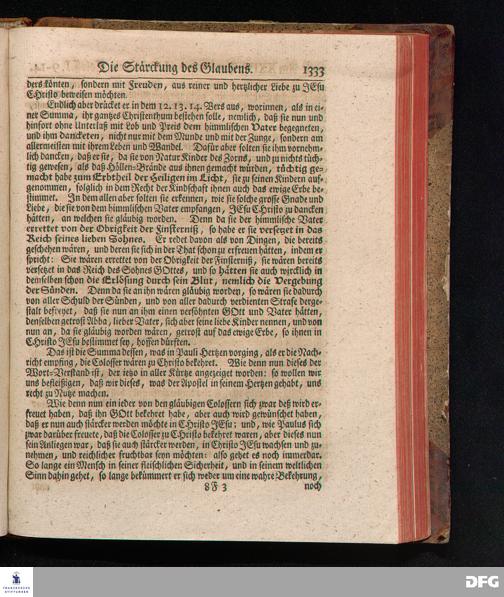 Die Stärckung des Glaubens. 1333
ders könten, sondern mit Freuden, aus reiner und hertzlicher Liebe zu JEsu
CHristo beweisen möchten.
Endlich aber drücket er in dem 12. 13. 14. Vers aus, worinnen, als in ei-
ner Summa, ihr gantzes Christenthum bestehen solle, nemlich, daß sie nun und
hinfort ohne Unterlaß mit Lob und Preis dem himmlischen Vater begegneten,
und ihm danckten, nicht nur mit dem Munde und mit der Zunge, sondern am
allermeisten mit ihrem Leben und Wandel. Dafür aber solten sie ihm vornehm-
lich dancken, daß er sie, da sie von Natur Kinder des Zorns, und zu nichts tüch-
tig gewesen, als daß Höllen-Brände aus ihnen gemacht würden, tüchtig ge-
macht habe zum Erbtheil der Heiligen im Licht, sie zu seinen Kindern auf-
genommen, folglich in dem Recht der Kindschaft ihnen auch das ewige Erbe be-
stimmet. In dem allen aber solten sie erkennen, wie sie solche grosse Gnade und
Liebe, die sie von dem himmlischen Vater empfangen, JEsu CHristo zu dancken
hätten, an welchen sie gläubig worden. Denn da sie der himmlische Vater
errettet von der Obrigkeit der Finsterniß, so habe er sie versetzet in das
Reich seines lieben Sohnes. Er redet davon als von Dingen, die bereits
geschehen wären, und deren sie sich in der That schon zu erfreuen hätten, indem er
spricht: Sie wären errettet von der Obrigkeit der Finsterniß, sie wären bereits
versetzet in das Reich des Sohnes GOttes, und so hätten sie auch wircklich in
demselben schon die Erlösung durch sein Blut, nemlich die Vergebung
der Sünden. Denn da sie an ihn wären gläubig worden, so wären sie dadurch
von aller Schuld der Sünden, und von aller dadurch verdienten Strafe derge-
stalt befreyet, daß sie nun an ihm einen versöhnten GOtt und Vater hätten,
denselben getrost Abba, lieber Vater, sich aber seine liebe Kinder nennen, und von
nun an, da sie gläubig worden wären, getrost auf das ewige Erbe, so ihnen in
CHristo JEsu bestimmet sey, hoffen dürften.
Das ist die Summa dessen, was in Pauli Hertzen vorging, als er die Nach-
richt empfing, die Colosser wären zu Christo bekehret. Wie denn nun dieses der
Wort-Verstand ist, der jetzo in aller Kürtze angezeiget worden: so wollen wir
uns befleißigen, daß wir dieses, was der Apostel in seinem Hertzen gehabt, uns
recht zu Nutze machen.
Wie denn nun ein jeder von den gläubigen Colossern sich zwar deß wird er-
freuet haben, daß ihn GOtt bekehret habe, aber auch wird gewünschet haben,
daß er nun auch stärcker werden möchte in CHristo JEsu; und, wie Paulus sich
zwar darüber freuete, daß die Colosser zu CHristo bekehret waren, aber dieses nun
sein Anliegen war, daß sie auch stärcker werden, in Christo JEsu wachsen und zu-
nehmen, und reichlicher fruchtbar seyn möchten: also gehet es noch immerdar.
So lange ein Mensch in seiner fleischlichen Sicherheit, und in seinem weltlichen
Sinn dahin gehet, so lange bekümmert er sich weder um eine wahre Bekehrung,
8 F 3 noch
FRANCKESCHE
STIFTUNGEN
DFG